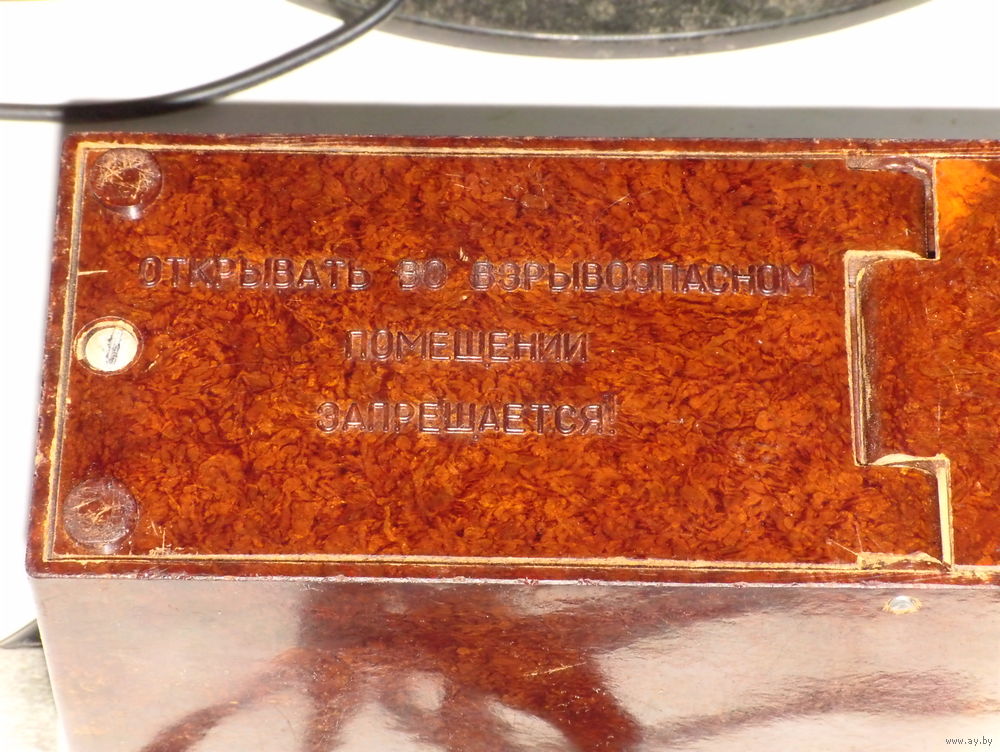 ОТКРЫВАТЬ ВО ВЗРЫВООПАСНОМ
ПОМЕЩЕНИИ
ЗАПРЕЩАЕТСЯ!
www.ay.by